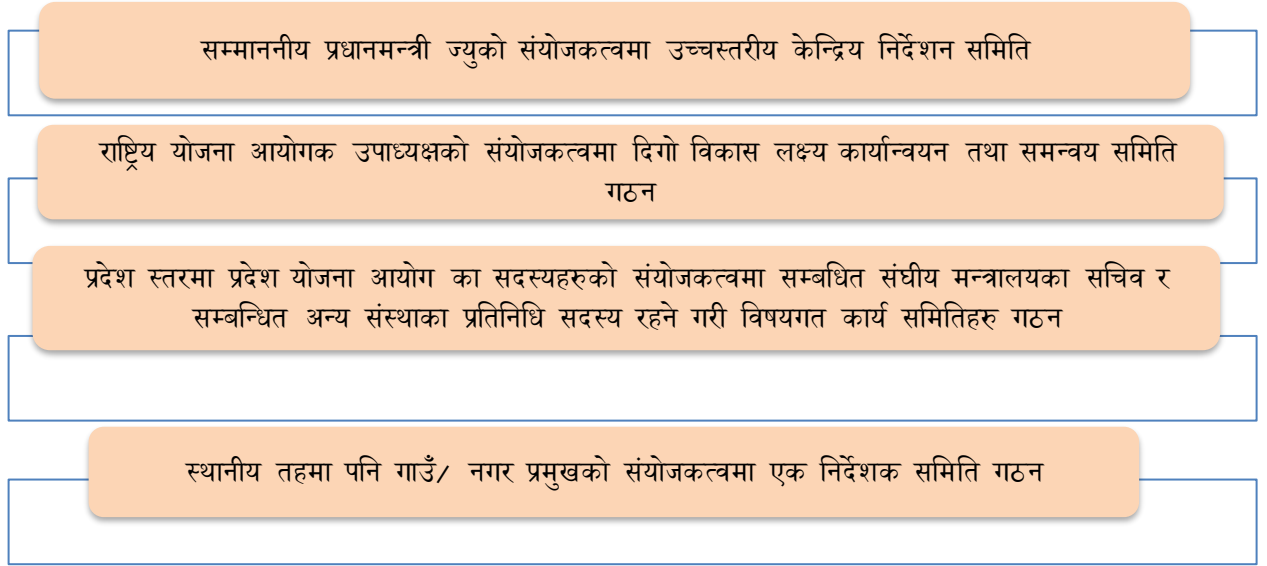 सम्माननीय प्रधानमन्त्री ज्युको संयोजकत्वमा उच्चस्तरीय केन्द्रिय निर्देशन समिति
राष्ट्रिय योजना आयोगक उपाध्यक्षको संयोजकत्वमा दिगो विकास लक्ष्य कार्यान्वयन तथा समन्वय समिति
गठन
प्रदेश स्तरमा प्रदेश योजना आयोग का सदस्यहरुको संयोजकत्वमा सम्बधित संघीय मन्त्रालयका सचिव र
सम्बन्धित अन्य संस्थाका प्रतिनिधि सदस्य रहने गरी विषयगत कार्य समितिहरु गठन
स्थानीय तहमा पनि गाउँ/ नगर प्रमुखको संयोजकत्वमा एक निर्देशक समिति गठन